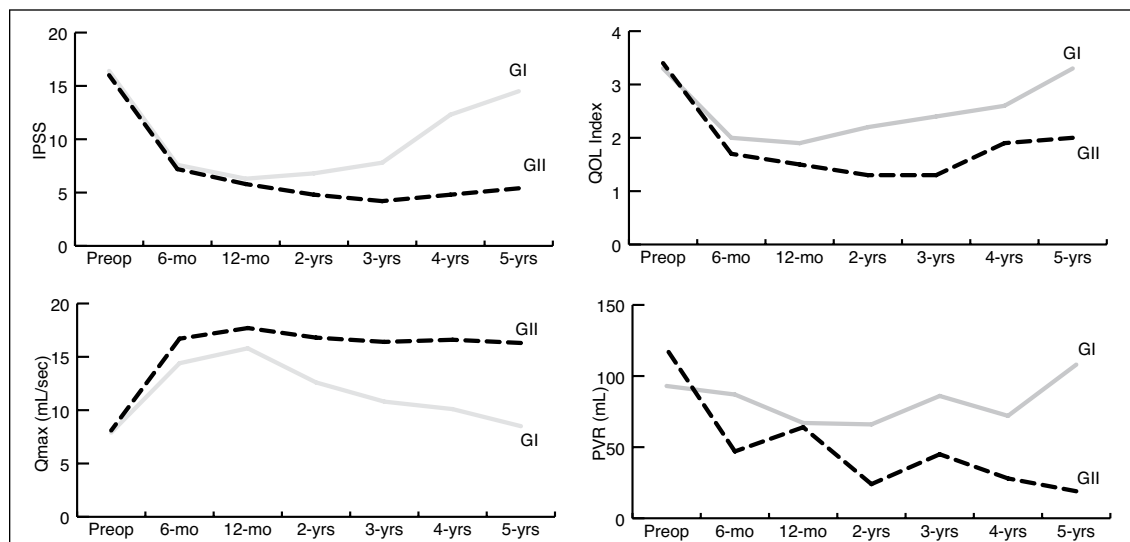 20
15
10
5
0
IPSS
GI
GII
Preop 6-mo 12-mo 2-yrs 3-yrs 4-yrs 5-yrs
4
3
2
1
0
QOL Index
GI
GII
Preop 6-mo 12-mo 2-yrs 3-yrs 4-yrs 5-yrs
20
15
10
5
0
Qmax (mL/sec)
GII
GI
Preop 6-mo 12-mo 2-yrs 3-yrs 4-yrs 5-yrs
150
100
50
0
PVR (mL)
GI
GII
Preop 6-mo 12-mo 2-yrs 3-yrs 4-yrs 5-yrs